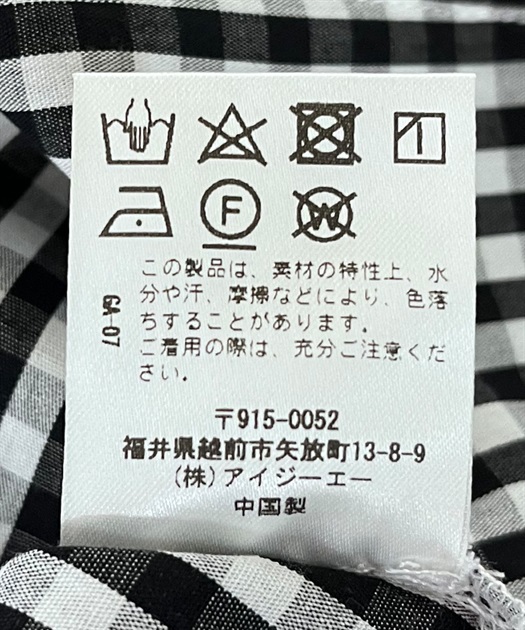 F
W
この製品は、素材の特性上、水
分や汗、摩擦などにより、色落
ちすることがあります。
ご着用の際は、充分ご注意くだ
さい。
GA-07
〒915-0052
福井県越前市矢放町13-8-9
(株)アイジーエー
中国製